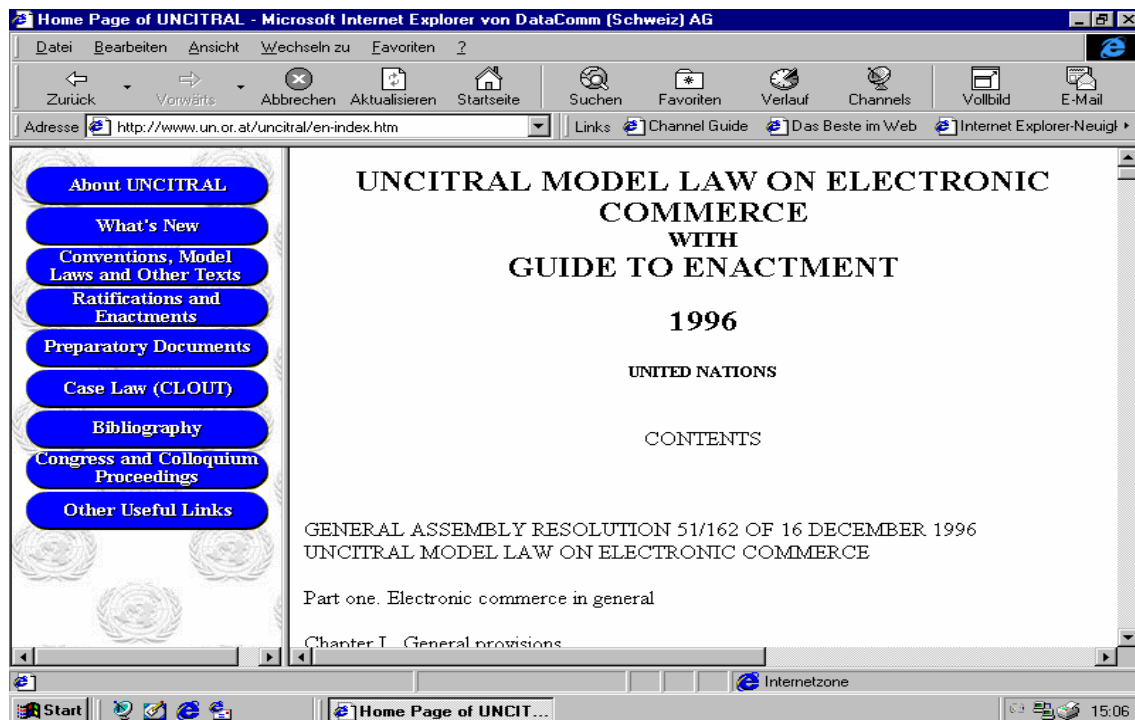 Home Page of UNCITRAL - Microsoft Internet Explorer von DataComm (Schweiz) AG
Datei Bearbeiten Ansicht Wechseln zu Favoriten ?
Zurück Vorwärts Abbrechen Aktualisieren Startseite Suchen Favoriten Verlauf Channels Vollbild E-Mail
Adresse http://www.un.or.at/uncitral/en-index.htm Links Channel Guide Das Beste im Web Internet Explorer-Neuigk
About UNCITRAL
What's New
Conventions, Model
Laws and Other Texts
Ratifications and
Enactments
Preparatory Documents
Case Law (CLOUT)
Bibliography
Congress and Colloquium
Proceedings
Other Useful Links
UNCITRAL MODEL LAW ON ELECTRONIC
COMMERCE
WITH
GUIDE TO ENACTMENT
1996
UNITED NATIONS
CONTENTS
GENERAL ASSEMBLY RESOLUTION 51/162 OF 16 DECEMBER 1996
UNCITRAL MODEL LAW ON ELECTRONIC COMMERCE
Part one. Electronic commerce in general
Chapter I. General provisions
Internetzone
Start Home Page of UNCIT... 15:06